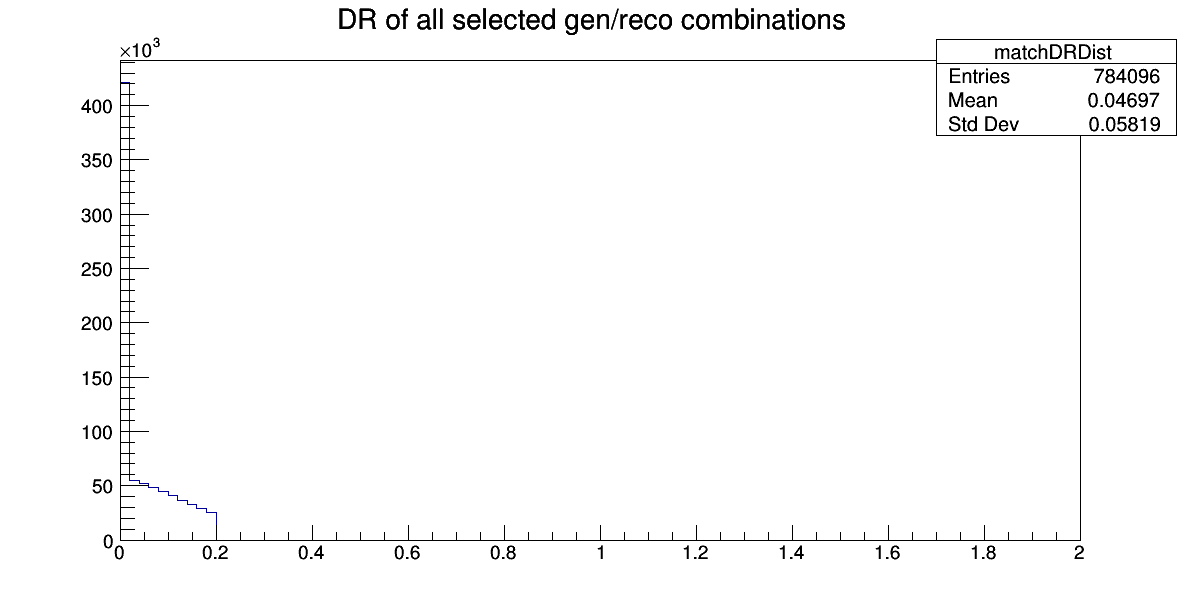 DR of all selected gen/reco combinations
×10³
matchDRDist
Entries 784096
Mean 0.04697
Std Dev 0.05819
400
350
300
250
200
150
100
50
0
0 0.2 0.4 0.6 0.8 1 1.2 1.4 1.6 1.8 2